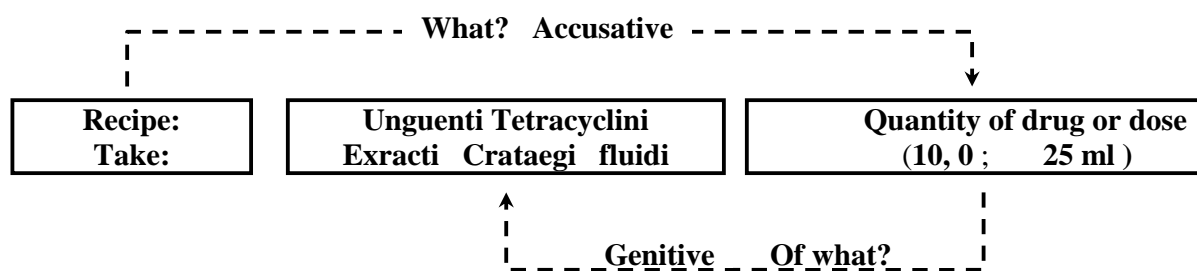 What? Accusative
Recipe:
Take:
Unguenti Tetracyclini
Exracti Crataegi fluidi
Quantity of drug or dose
(10, 0 ; 25 ml )
Genitive Of what?